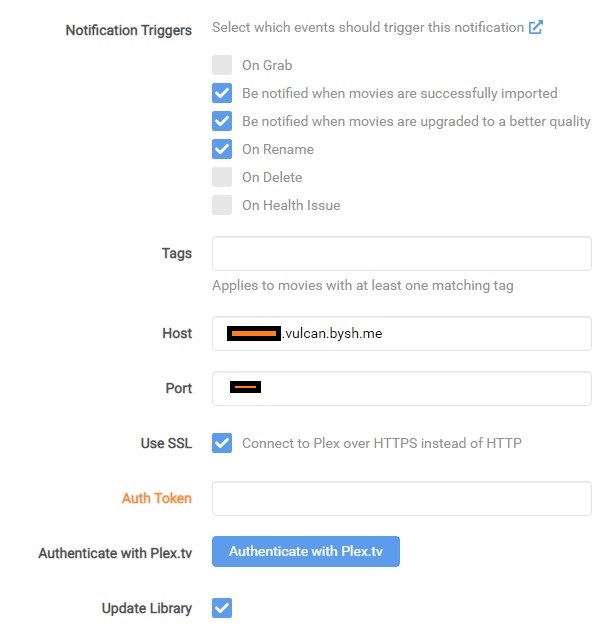 Notification Triggers Select which events should trigger this notification
On Grab
Be notified when movies are successfully imported
Be notified when movies are upgraded to a better quality
On Rename
On Delete
On Health Issue
Tags
Applies to movies with at least one matching tag
Host .vulcan.bysh.me
Port
Use SSL Connect to Plex over HTTPS instead of HTTP
Auth Token
Authenticate with Plex.tv Authenticate with Plex.tv
Update Library